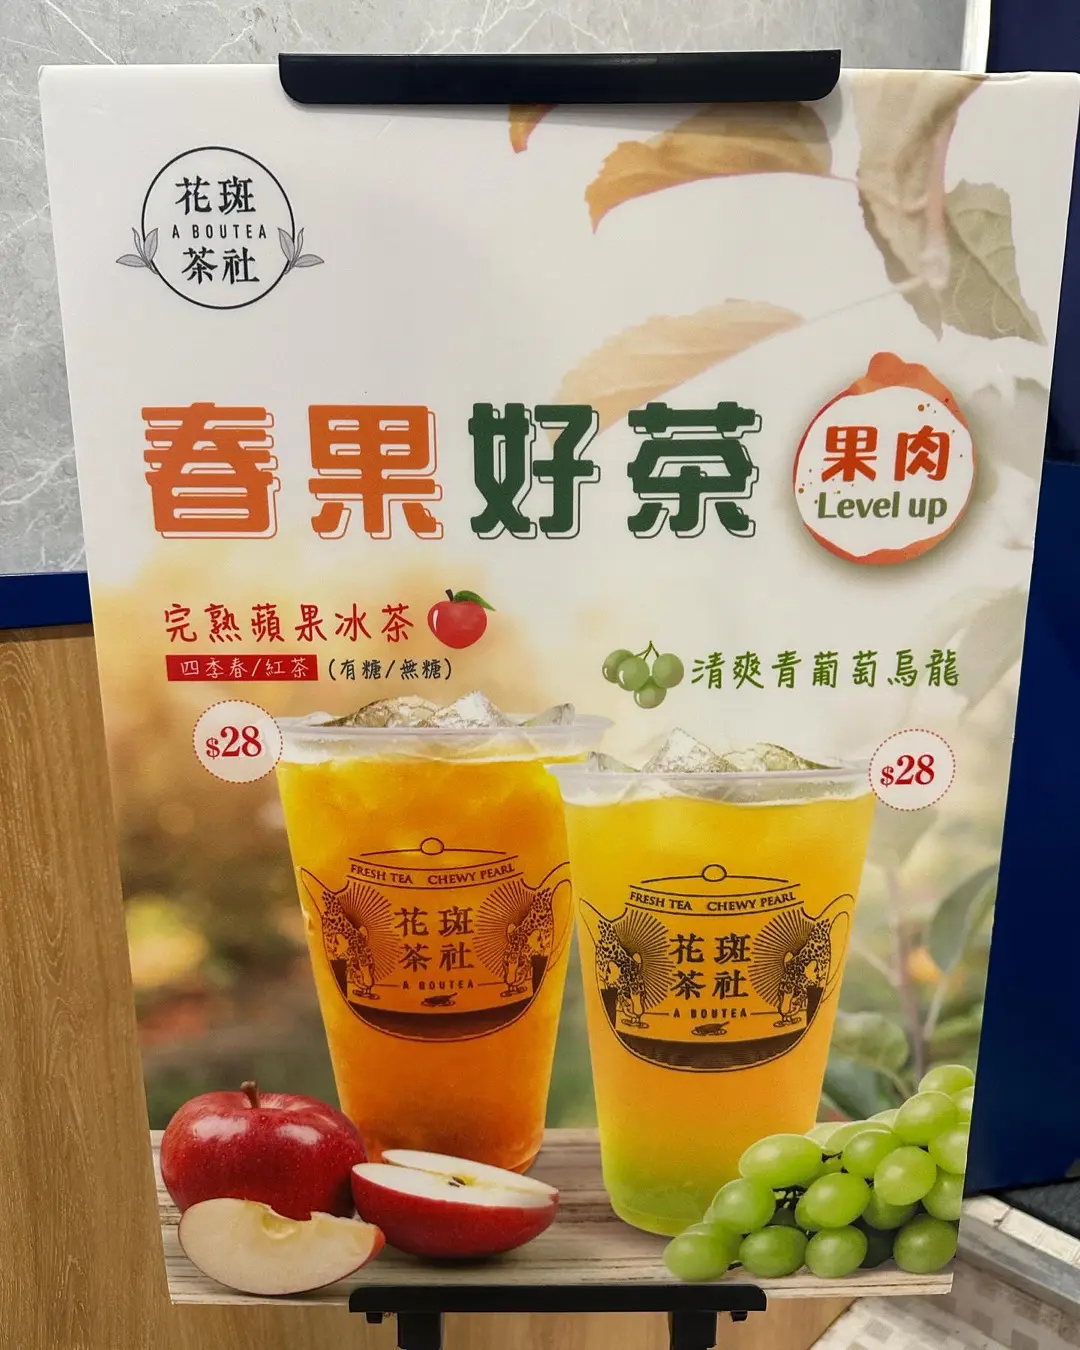 花斑
A BOUTEA
茶社
春果好茶
果肉
Level up
完熟蘋果冰茶
四季春/紅茶 (有糖/無糖)
清爽青葡萄烏龍
$28
$28
FRESH TEA CHEWY PEARL
花斑
茶社
A BOUTEA
FRESH TEA CHEWY PEARL
花斑
茶社
A BOUTEA